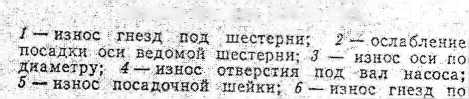 1 — износ гнезд под шестерни; 2 — ослабление
посадки оси ведомой шестерни; 3 — износ оси по
диаметру; 4 — износ отверстия под вал насоса;
5 — износ посадочной шейки; 6 — износ гнезд по